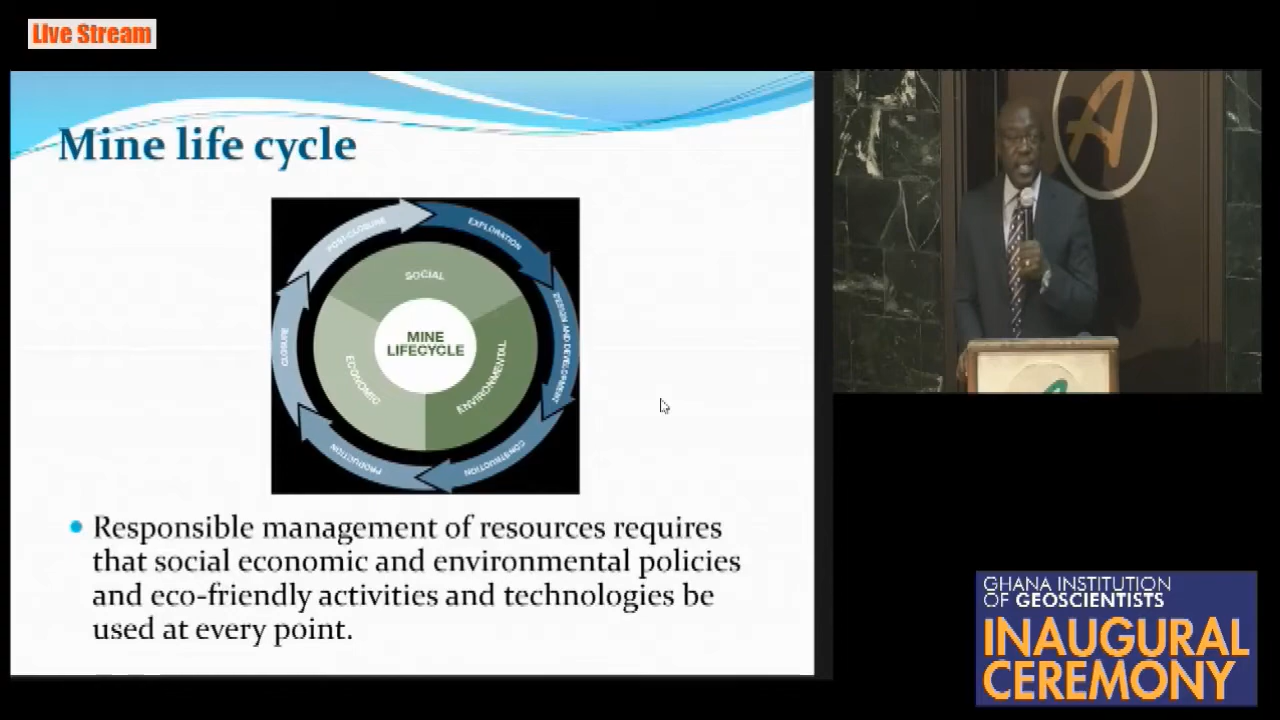 Live Stream
Mine life cycle
POST-CLOSURE
EXPLORATION
DESIGN AND DEVELOPMENT
CONSTRUCTION
PRODUCTION
CLOSURE
SOCIAL
ENVIRONMENTAL
ECONOMIC
MINE
LIFECYCLE
A
• Responsible management of resources requires
that social economic and environmental policies
and eco-friendly activities and technologies be
used at every point.
GHANA INSTITUTION
OF GEOSCIENTISTS
INAUGURAL
CEREMONY